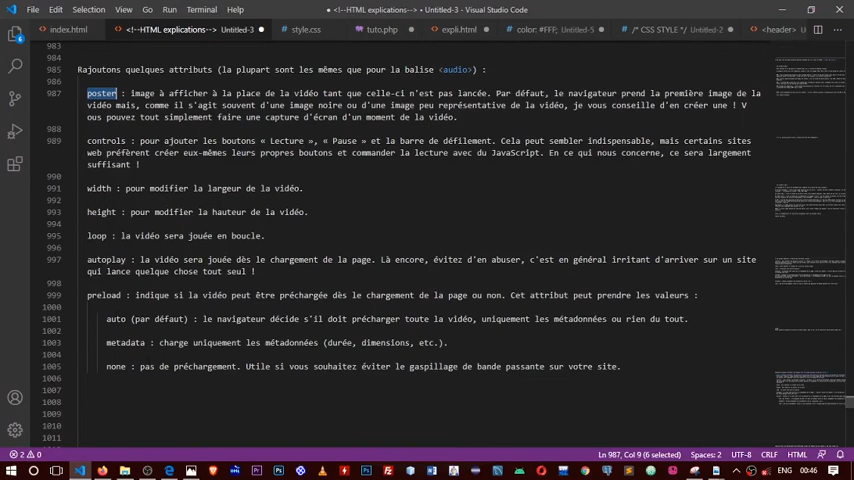 File Edit Selection View Go Run Terminal Help
<!--HTML explications/ Untitled-3 - Visual Studio Code
index.html
<!--HTML explications/ Untitled-3
style.css
tuto.php
expli.html
color: #FF; Untitled-5
/* CSS STYLE */ Untitled-2
<header>
983
984
985 Rajoutons quelques attributs (la plupart sont les mêmes que pour la balise <audio>) :
986
987 poster : image à afficher à la place de la vidéo tant que celle-ci n'est pas lancée. Par défaut, le navigateur prend la première image de la
vidéo mais, comme il s'agit souvent d'une image noire ou d'une image peu représentative de la vidéo, je vous conseille d'en créer une ! V
ous pouvez tout simplement faire une capture d'écran d'un moment de la vidéo.
988
989 controls : pour ajouter les boutons « Lecture », « Pause » et la barre de défilement. Cela peut sembler indispensable, mais certains sites
web préfèrent créer eux-mêmes leurs propres boutons et commander la lecture avec du JavaScript. En ce qui nous concerne, ce sera largement
suffisant !
990
991 width : pour modifier la largeur de la vidéo.
992
993 height : pour modifier la hauteur de la vidéo.
994
995 loop : la vidéo sera jouée en boucle.
996
997 autoplay : la vidéo sera jouée dès le chargement de la page. Là encore, évitez d'en abuser, c'est en général irritant d'arriver sur un site
qui lance quelque chose tout seul !
998
999 preload : indique si la vidéo peut être préchargée dès le chargement de la page ou non. Cet attribut peut prendre les valeurs :
1000
1001 auto (par défaut) : le navigateur décide s'il doit précharger toute la vidéo, uniquement les métadonnées ou rien du tout.
1002
1003 metadata : charge uniquement les métadonnées (durée, dimensions, etc.).
1004
1005 none : pas de préchargement. Utile si vous souhaitez éviter le gaspillage de bande passante sur votre site.
1006
1007
1008
1009
1010
1011
2 0
Ln 987, Col 9 (6 selected) Spaces: 2 UTF-8 CRLF HTML
ENG 00:46